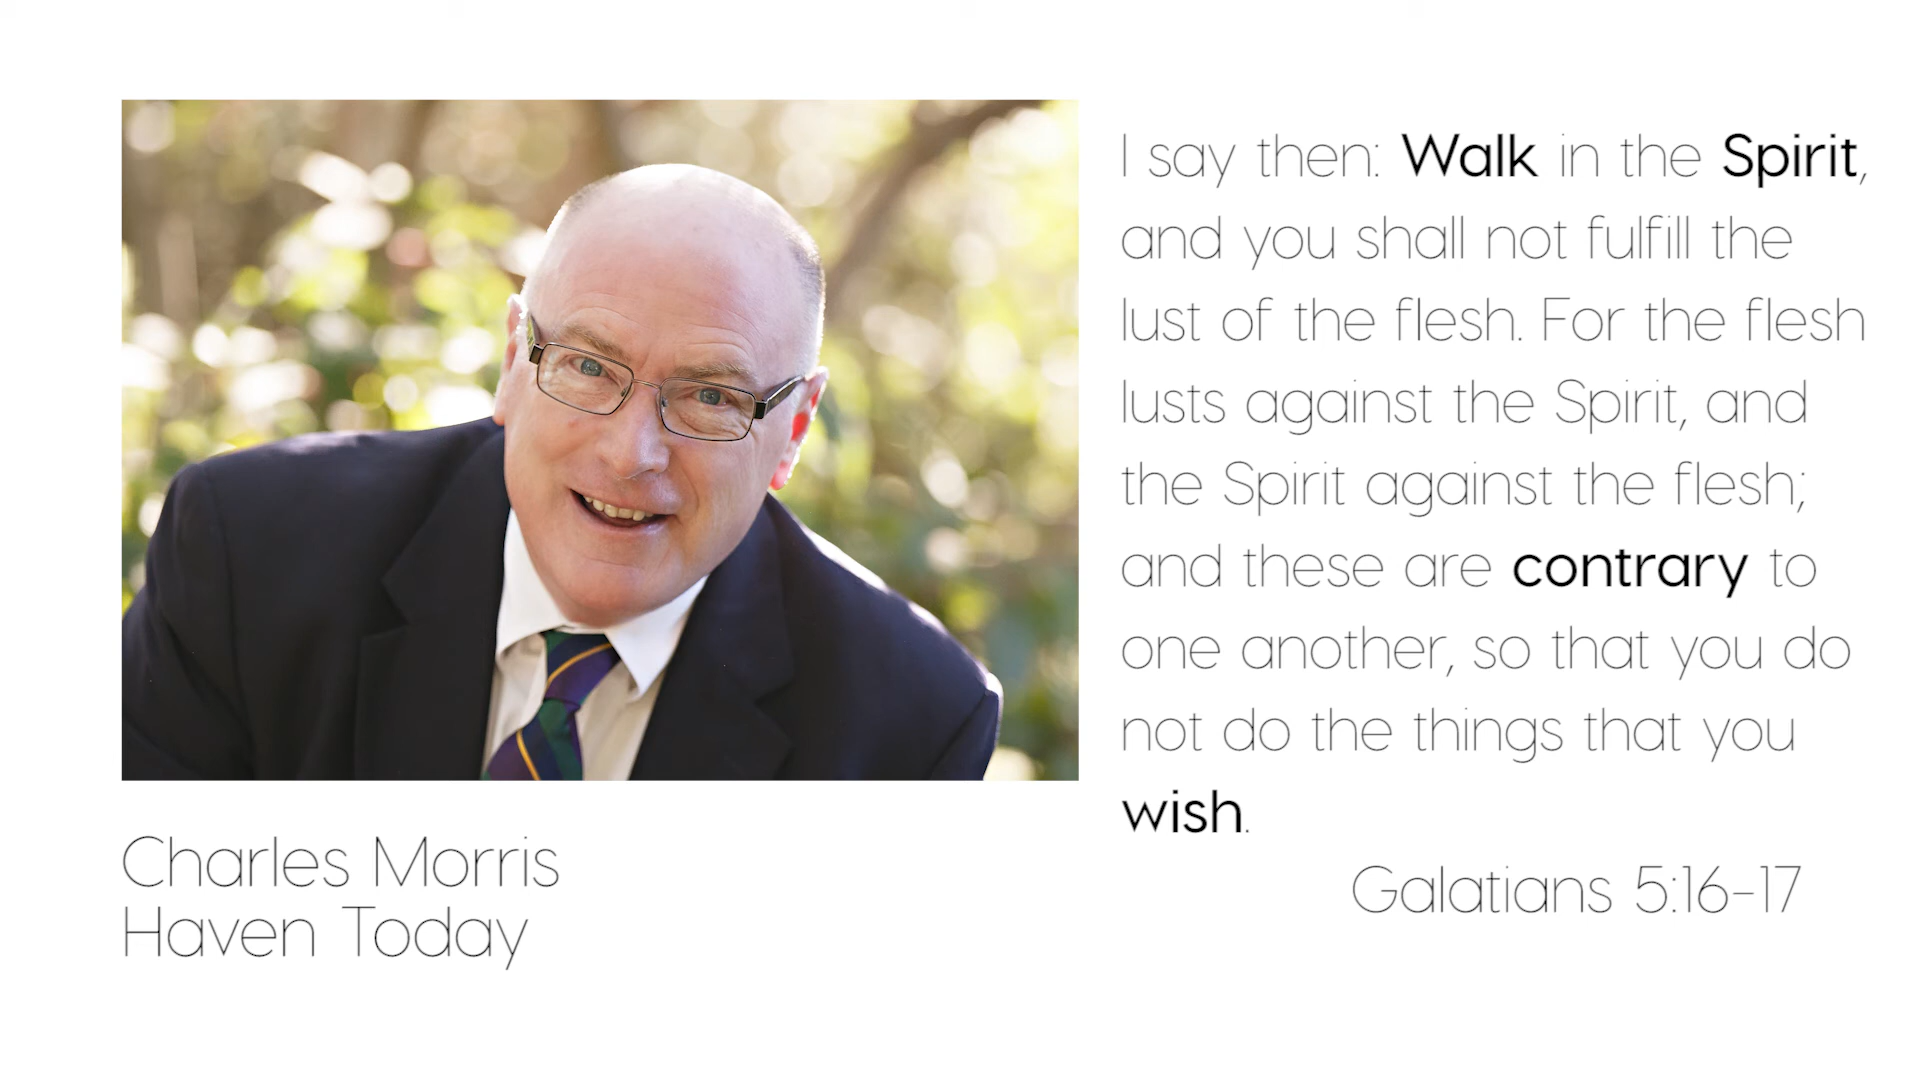 I say then: Walk in the Spirit,
and you shall not fulfill the
lust of the flesh. For the flesh
lusts against the Spirit, and
the Spirit against the flesh;
and these are contrary to
one another, so that you do
not do the things that you
wish.
Galatians 5:16-17
Charles Morris
Haven Today